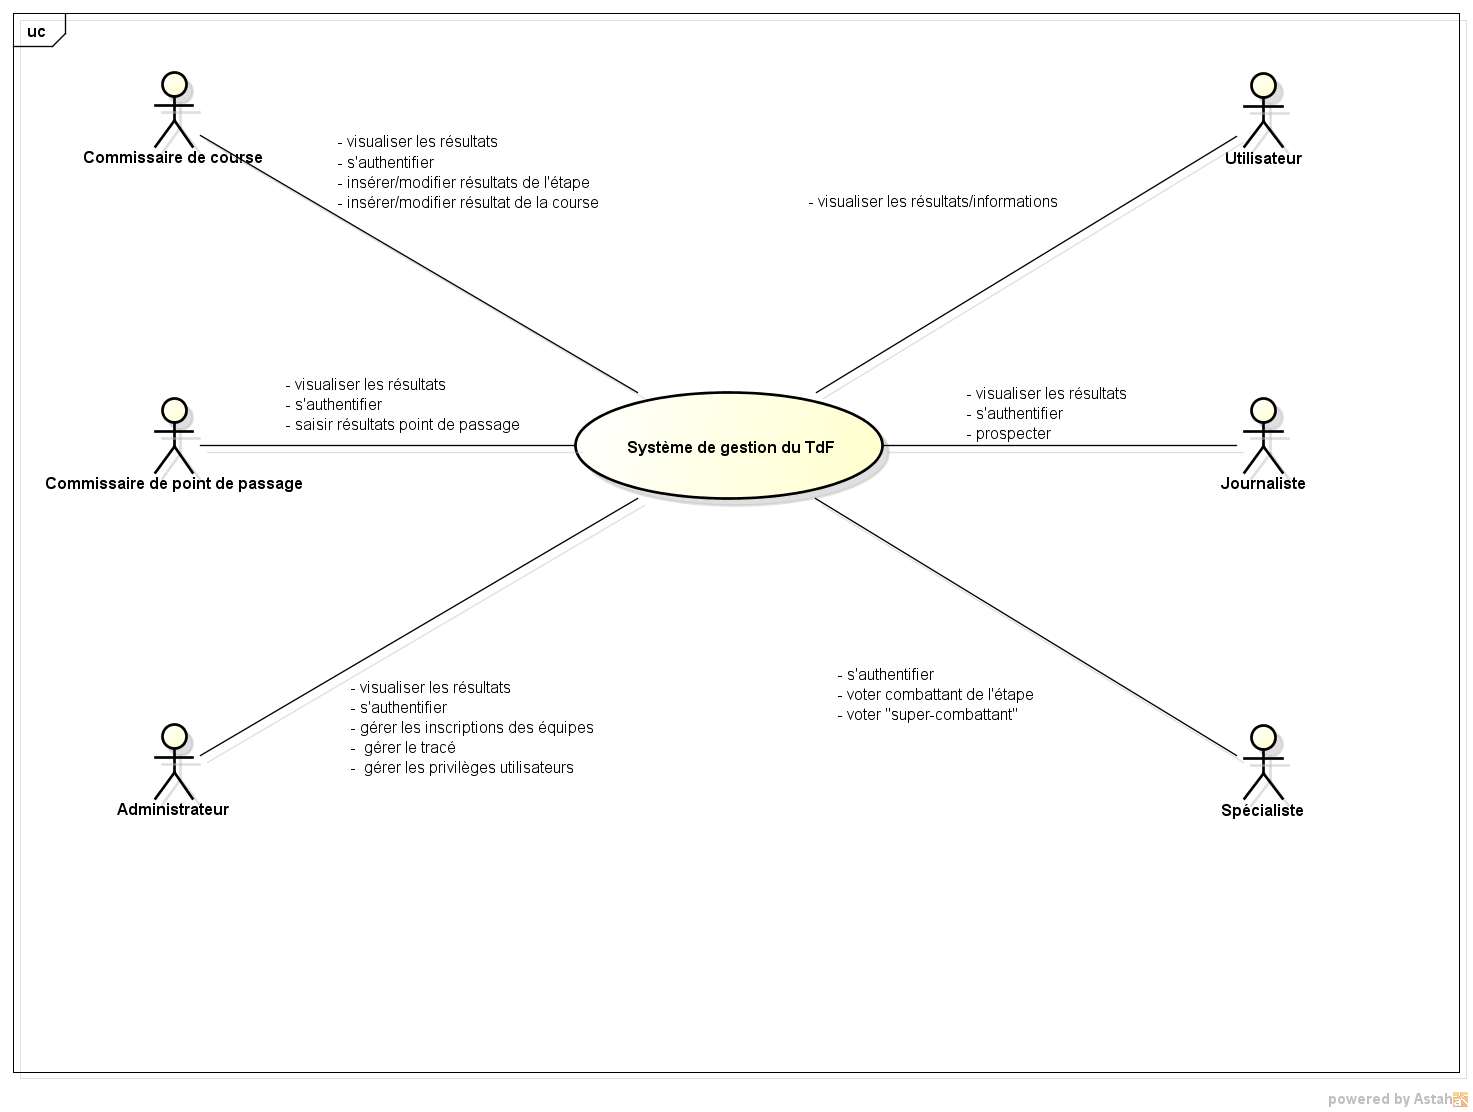 uc
Commissaire de course
- visualiser les résultats
- s'authentifier
- insérer/modifier résultats de l'étape
- insérer/modifier résultat de la course
- visualiser les résultats/informations
Utilisateur
Commissaire de point de passage
- visualiser les résultats
- s'authentifier
- saisir résultats point de passage
Système de gestion du TdF
- visualiser les résultats
- s'authentifier
- prospecter
Journaliste
Administrateur
- visualiser les résultats
- s'authentifier
- gérer les inscriptions des équipes
- gérer le tracé
- gérer les privilèges utilisateurs
- s'authentifier
- voter combattant de l'étape
- voter "super-combattant"
Spécialiste
powered by Astah